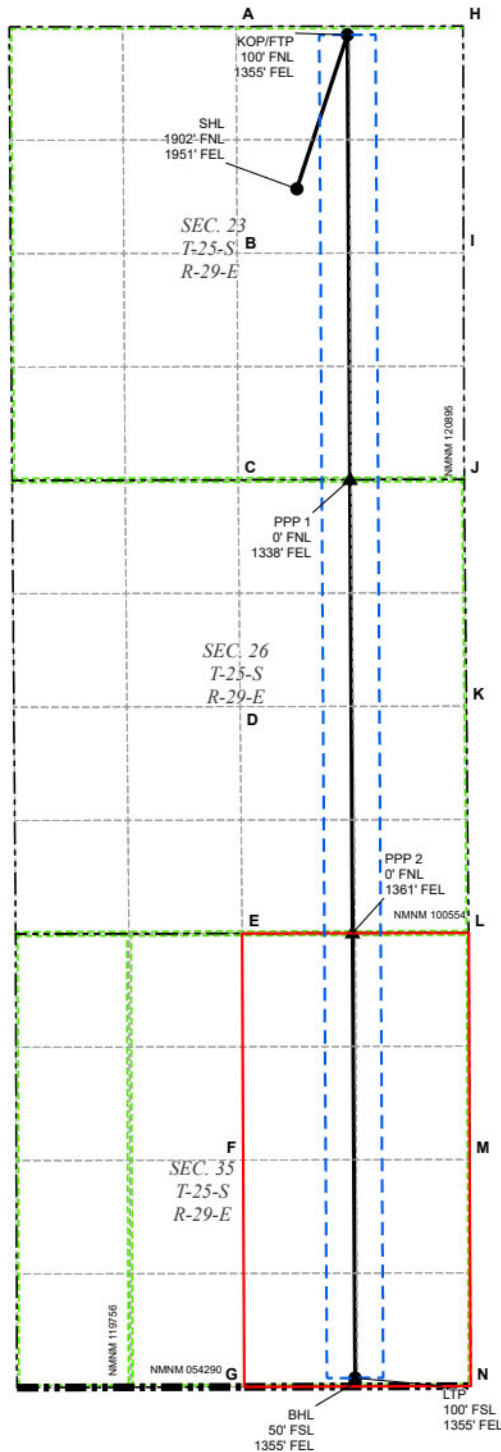 A
H
KOP/FTP
100' FNL
1355' FEL
SHL
1902' FNL
1951' FEL
SEC. 23
T-25-S
R-29-E
B
I
NMNM 120895
C
J
PPP 1
0' FNL
1338' FEL
SEC. 26
T-25-S
R-29-E
K
D
PPP 2
0' FNL
1361' FEL
NMNM 100554
E
L
F
M
SEC. 35
T-25-S
R-29-E
NMNM 119756
NMNM 054290
G
N
LTP
100' FSL
1355' FEL
BHL
50' FSL
1355' FEL